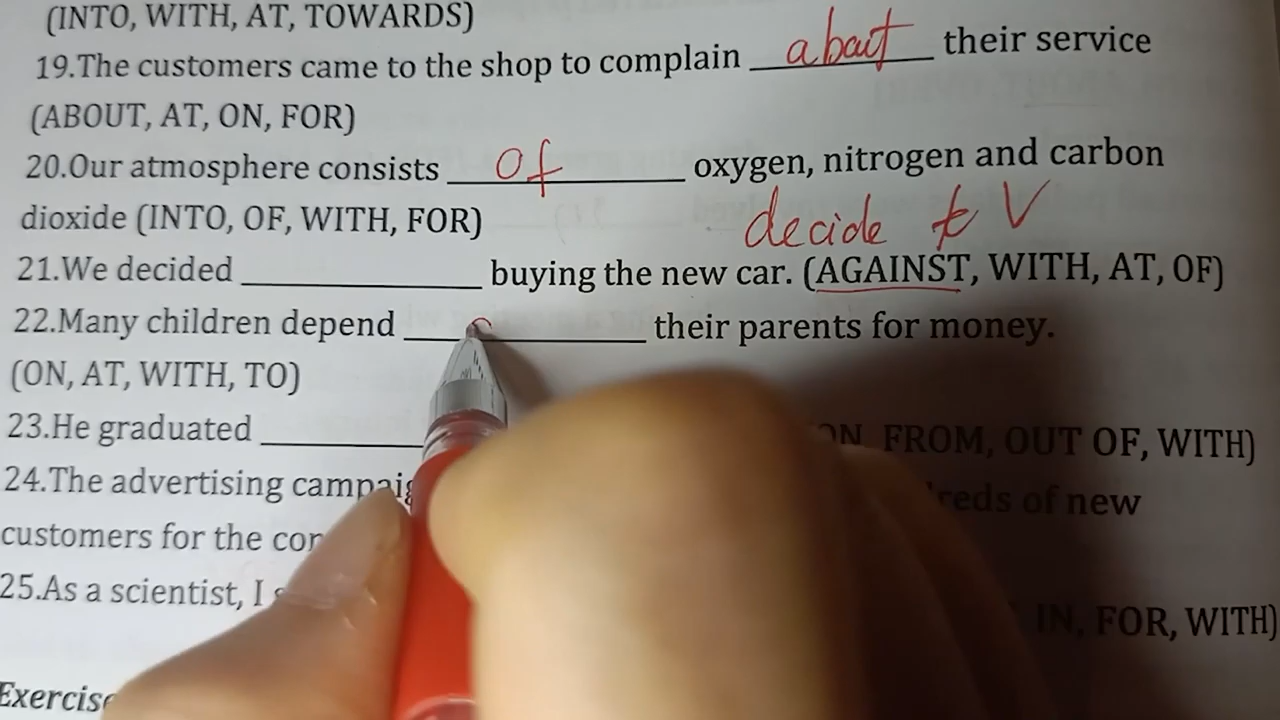 (INTO, WITH, AT, TOWARDS)
19.The customers came to the shop to complain about their service
(ABOUT, AT, ON, FOR)
20.Our atmosphere consists of oxygen, nitrogen and carbon
dioxide (INTO, OF, WITH, FOR)
decide to V
21.We decided ______ buying the new car. (AGAINST, WITH, AT, OF)
22.Many children depend ______ their parents for money.
(ON, AT, WITH, TO)
23.He graduated ______ ON, FROM, OUT OF, WITH)
24.The advertising of new
customers for the
25.As a scientist, I IN, FOR, WITH)